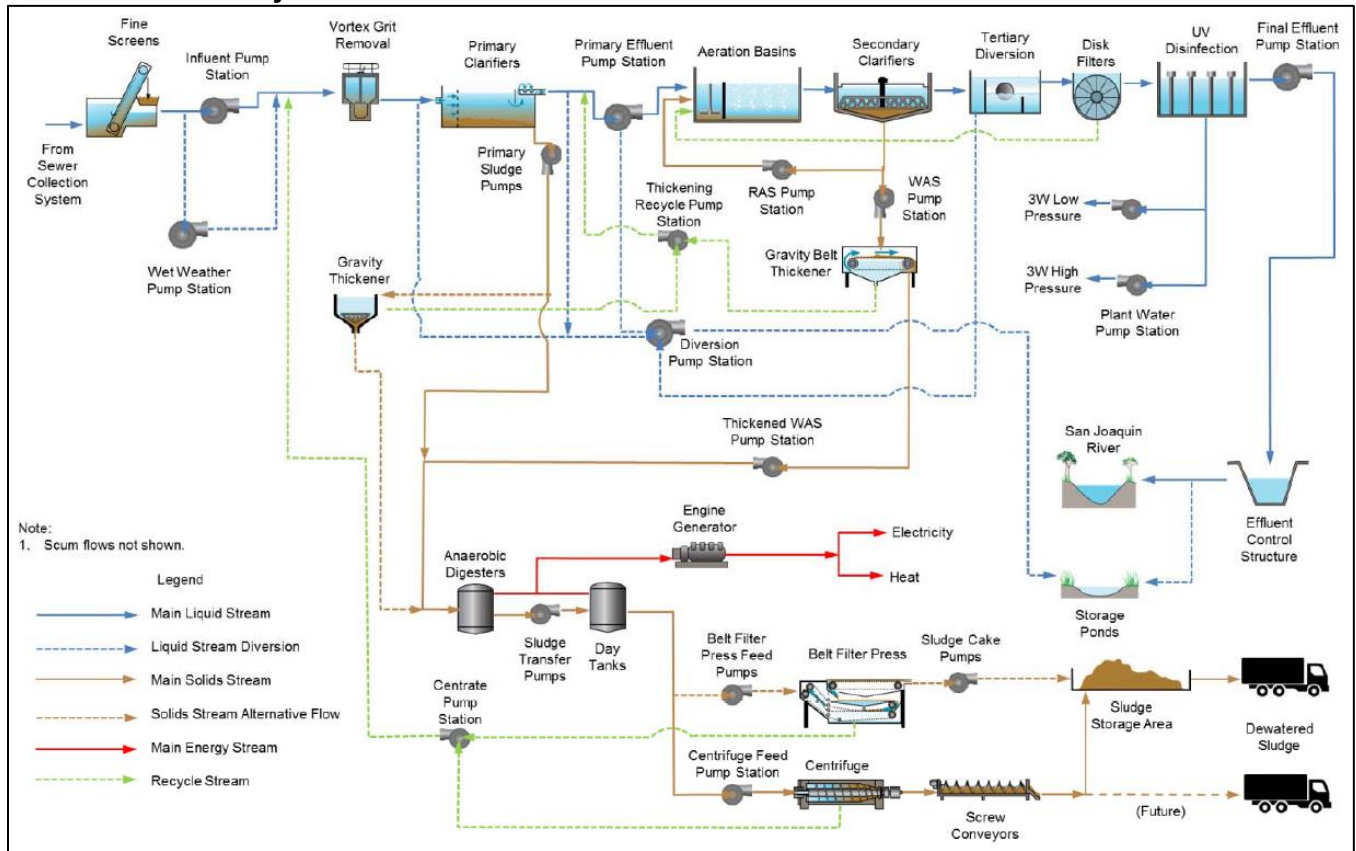 Fine
Screens
Influent Pump
Station
Vortex Grit
Removal
Primary
Clarifiers
Primary Effluent
Pump Station
Aeration Basins
Secondary
Clarifiers
Tertiary
Diversion
Disk
Filters
UV
Disinfection
Final Effluent
Pump Station
From
Sewer
Collection
System
Wet Weather
Pump Station
Primary
Sludge
Pumps
Thickening
Recycle Pump
Station
RAS Pump
Station
WAS
Pump
Station
3W Low
Pressure
3W High
Pressure
Plant Water
Pump Station
Gravity
Thickener
Gravity Belt
Thickener
Diversion
Pump Station
Thickened WAS
Pump Station
San Joaquin
River
Effluent
Control
Structure
Storage
Ponds
Note:
1. Scum flows not shown.
Legend
Main Liquid Stream
Liquid Stream Diversion
Main Solids Stream
Solids Stream Alternative Flow
Main Energy Stream
Recycle Stream
Engine
Generator
Electricity
Heat
Anaerobic
Digesters
Sludge
Transfer
Pumps
Day
Tanks
Belt Filter
Press Feed
Pumps
Belt Filter Press
Sludge Cake
Pumps
Sludge
Storage Area
Dewatered
Sludge
Centrate
Pump
Station
Centrifuge Feed
Pump Station
Centrifuge
Screw
Conveyors
(Future)